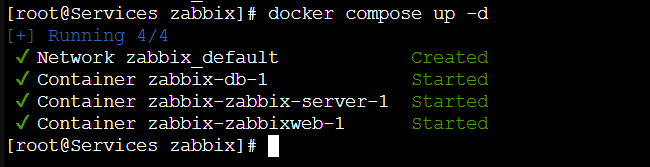 [root@Services zabbix]# docker compose up -d
[+] Running 4/4
✔ Network zabbix_default Created
✔ Container zabbix-db-1 Started
✔ Container zabbix-zabbix-server-1 Started
✔ Container zabbix-zabbixweb-1 Started
[root@Services zabbix]#